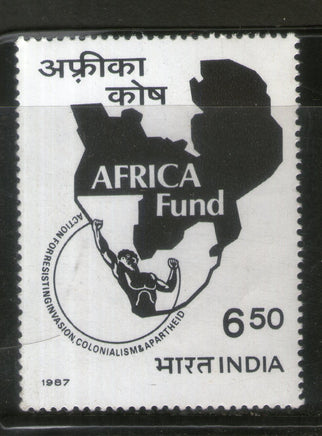 अफ़्रीका
कोष
AFRICA
Fund
ACTION FOR RESISTING INVASION, COLONIALISM & APARTHEID
6 50
भारत INDIA
1987